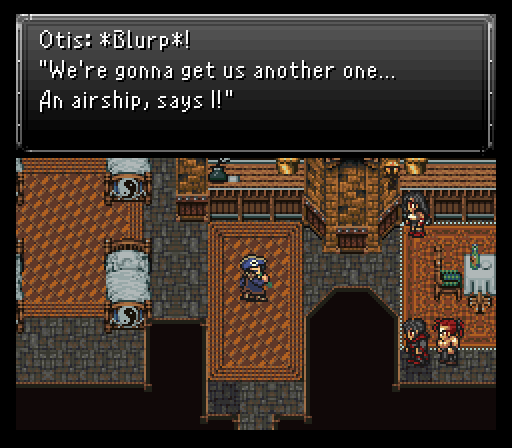 Otis: *Blurp*!
"We're gonna get us another one...
An airship, says I!"